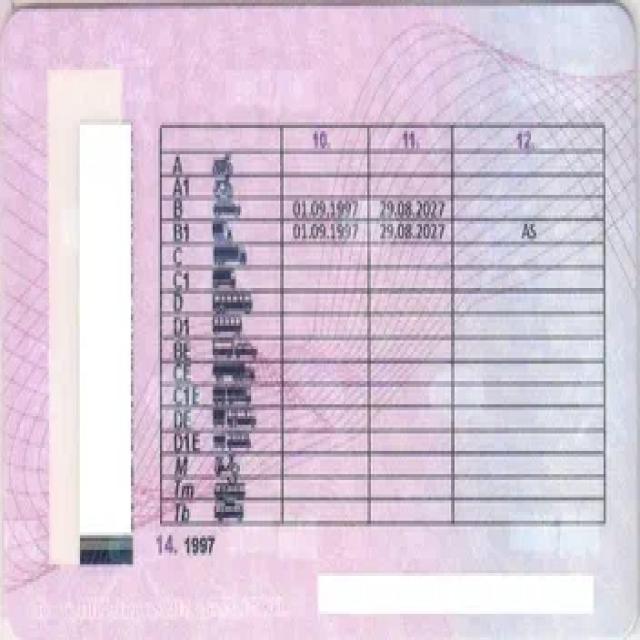 10. 11. 12.
A
A1
B 01.09.1997 29.08.2027
B1 01.09.1997 29.08.2027 AS
C
C1
D
D1
BE
CE
C1E
DE
D1E
M
Tm
Tb
14. 1997